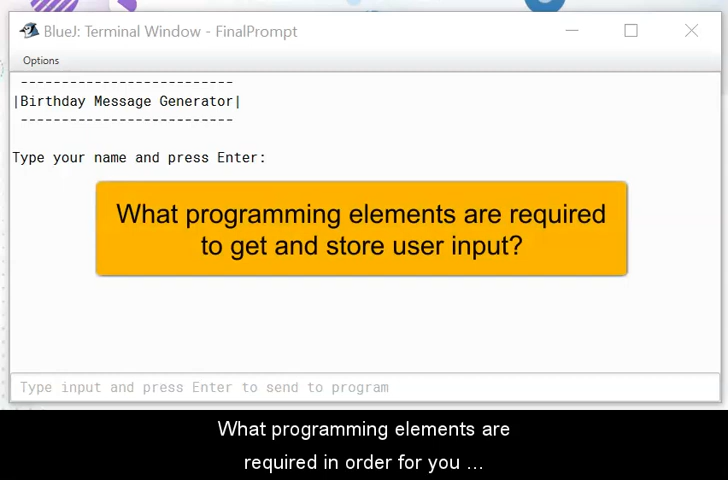 BlueJ: Terminal Window - FinalPrompt
Options
--------------------------
|Birthday Message Generator|
--------------------------
Type your name and press Enter:
What programming elements are required
to get and store user input?
Type input and press Enter to send to program
What programming elements are
required in order for you ...